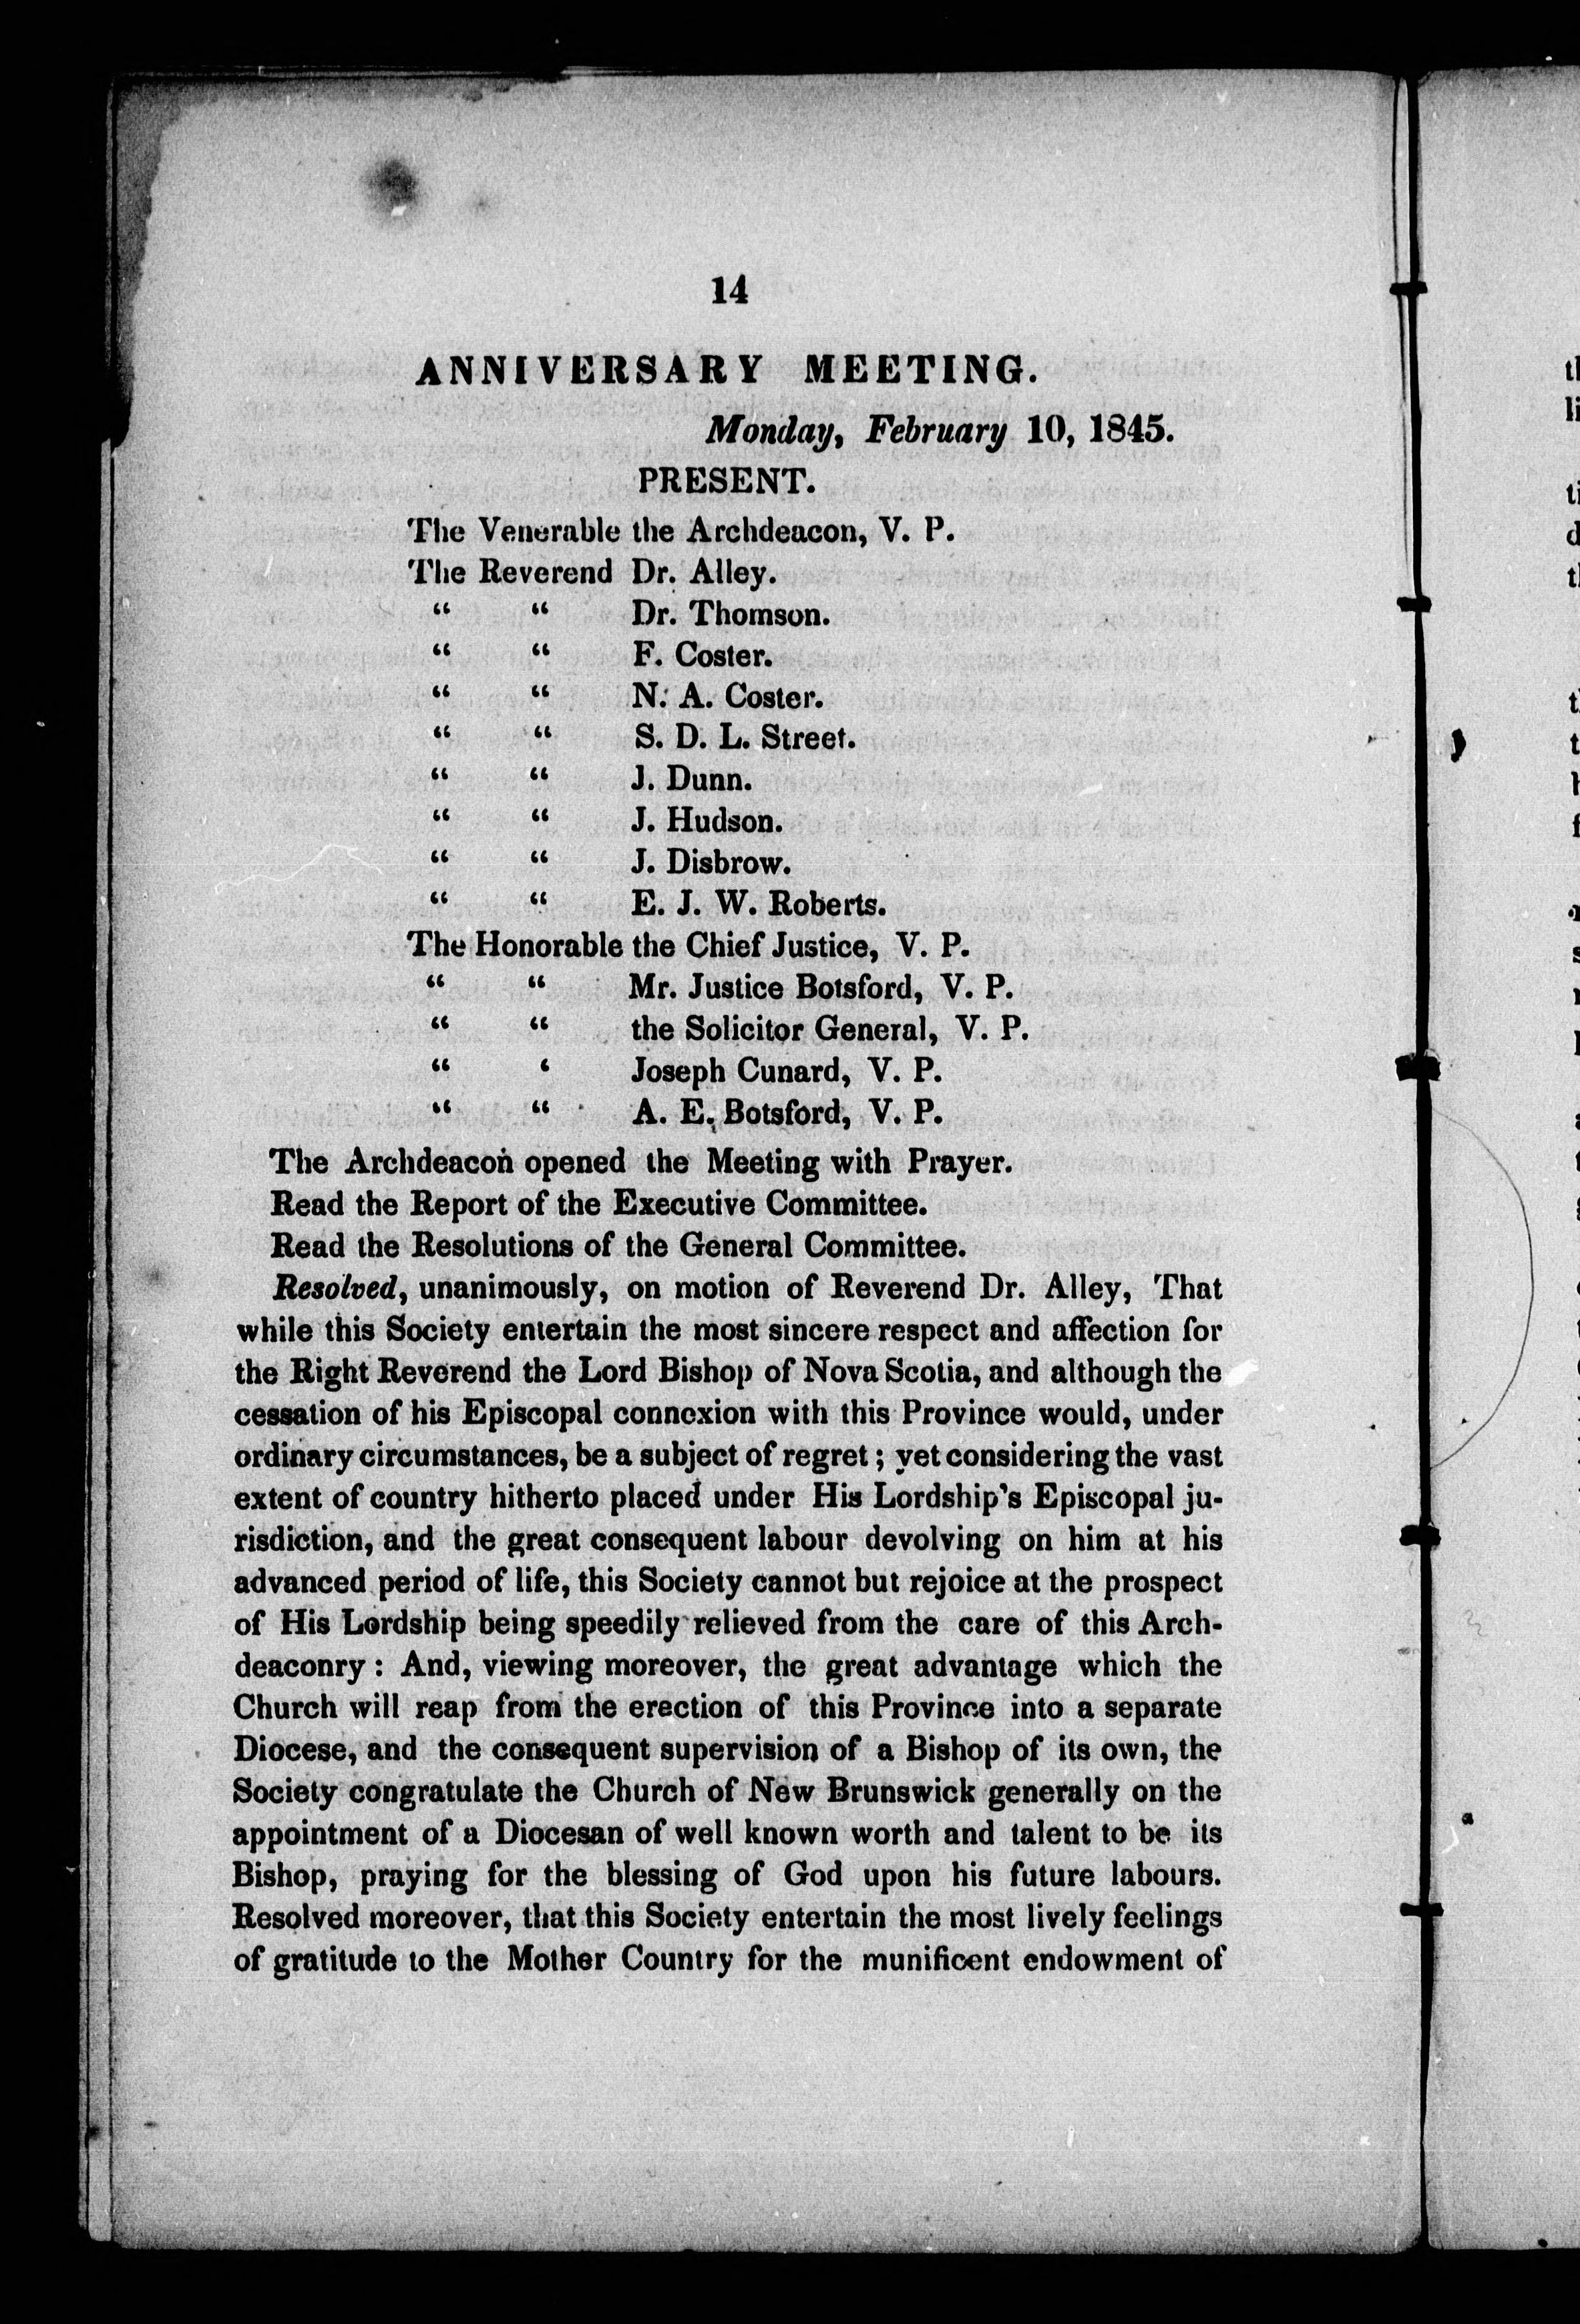 14
ANNIVERSARY MEETING.
Monday, February 10, 1845.
PRESENT.
The Venerable the Archdeacon, V. P.
The Reverend Dr. Alley.
“ “ Dr. Thomson.
“ “ F. Coster.
“ “ N. A. Coster.
“ “ S. D. L. Street.
“ “ J. Dunn.
“ “ J. Hudson.
“ “ J. Disbrow.
“ “ E. J. W. Roberts.
The Honorable the Chief Justice, V. P.
“ “ Mr. Justice Botsford, V. P.
“ “ the Solicitor General, V. P.
“ ‘ Joseph Cunard, V. P.
“ “ A. E. Botsford, V. P.
The Archdeacon opened the Meeting with Prayer.
Read the Report of the Executive Committee.
Read the Resolutions of the General Committee.
Resolved, unanimously, on motion of Reverend Dr. Alley, That
while this Society entertain the most sincere respect and affection for
the Right Reverend the Lord Bishop of Nova Scotia, and although the
cessation of his Episcopal connexion with this Province would, under
ordinary circumstances, be a subject of regret; yet considering the vast
extent of country hitherto placed under His Lordship's Episcopal ju-
risdiction, and the great consequent labour devolving on him at his
advanced period of life, this Society cannot but rejoice at the prospect
of His Lordship being speedily relieved from the care of this Arch-
deaconry: And, viewing moreover, the great advantage which the
Church will reap from the erection of this Province into a separate
Diocese, and the consequent supervision of a Bishop of its own, the
Society congratulate the Church of New Brunswick generally on the
appointment of a Diocesan of well known worth and talent to be its
Bishop, praying for the blessing of God upon his future labours.
Resolved moreover, that this Society entertain the most lively feelings
of gratitude to the Mother Country for the munificent endowment of